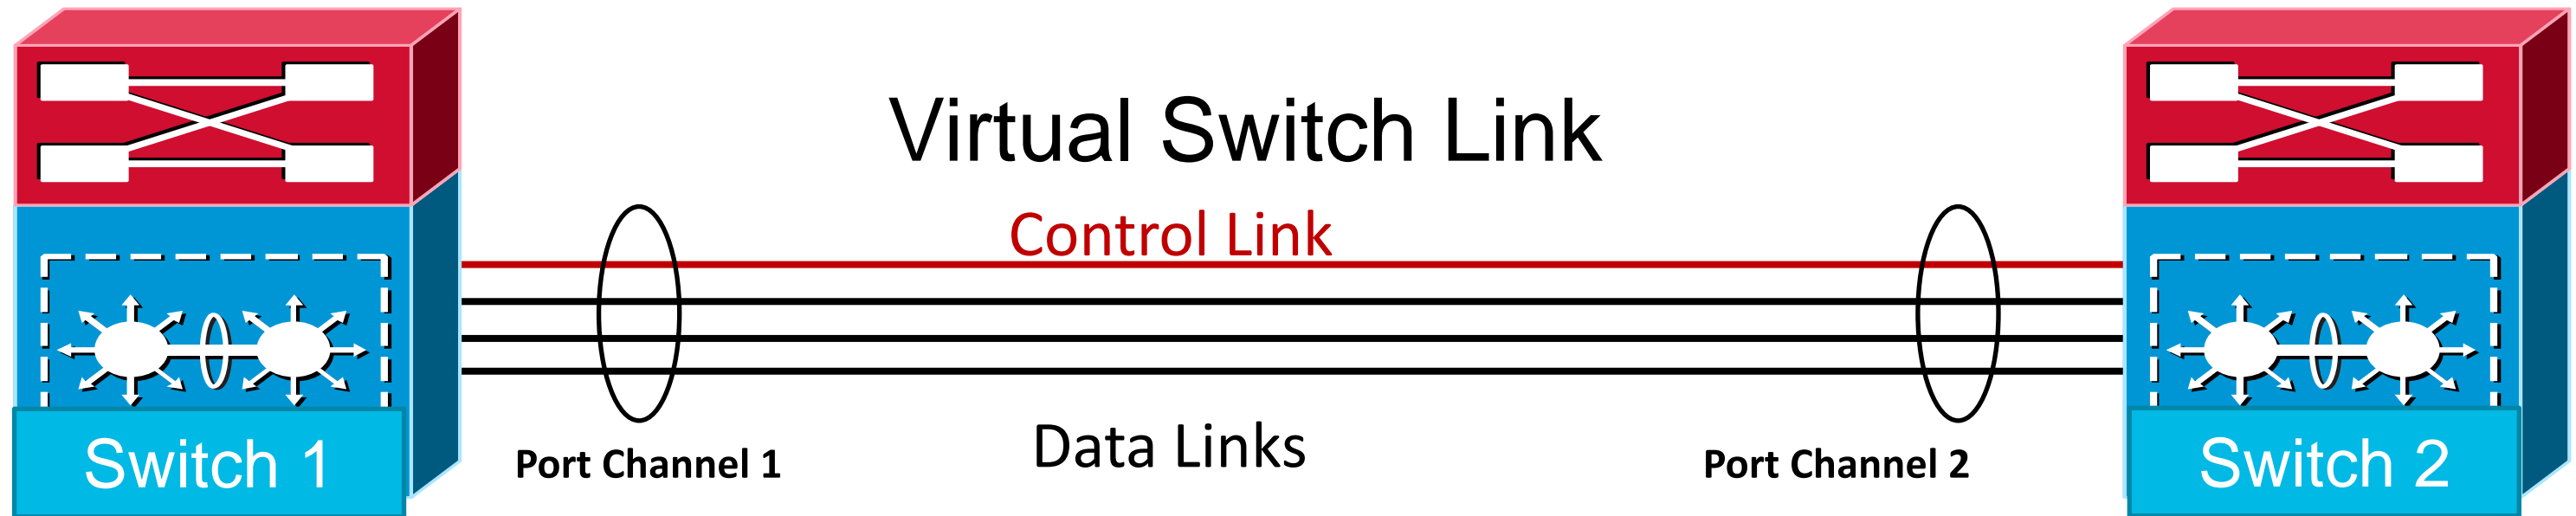 Virtual Switch Link
Control Link
Data Links
Port Channel 1
Port Channel 2
Switch 1
Switch 2